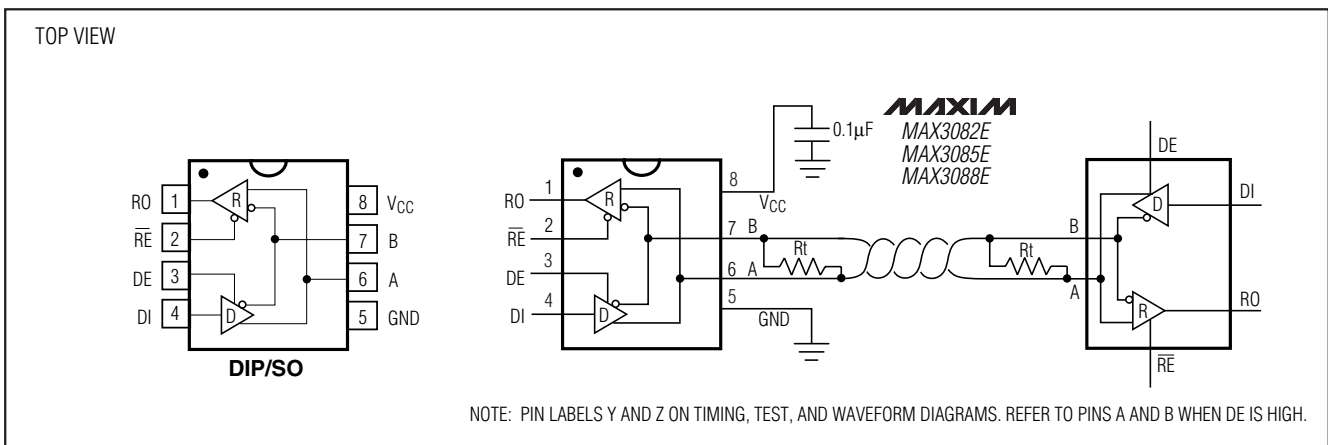 TOP VIEW
RO 1
RE 2
DE 3
DI 4
8 VCC
7 B
6 A
5 GND
R
D
DIP/SO
RO 1
RE 2
DE 3
DI 4
R
D
8
VCC
7 B
6 A
5
GND
0.1µF
MAXIM
MAX3082E
MAX3085E
MAX3088E
Rt
Rt
B
A
DE
D
DI
R
RO
RE
NOTE: PIN LABELS Y AND Z ON TIMING, TEST, AND WAVEFORM DIAGRAMS. REFER TO PINS A AND B WHEN DE IS HIGH.